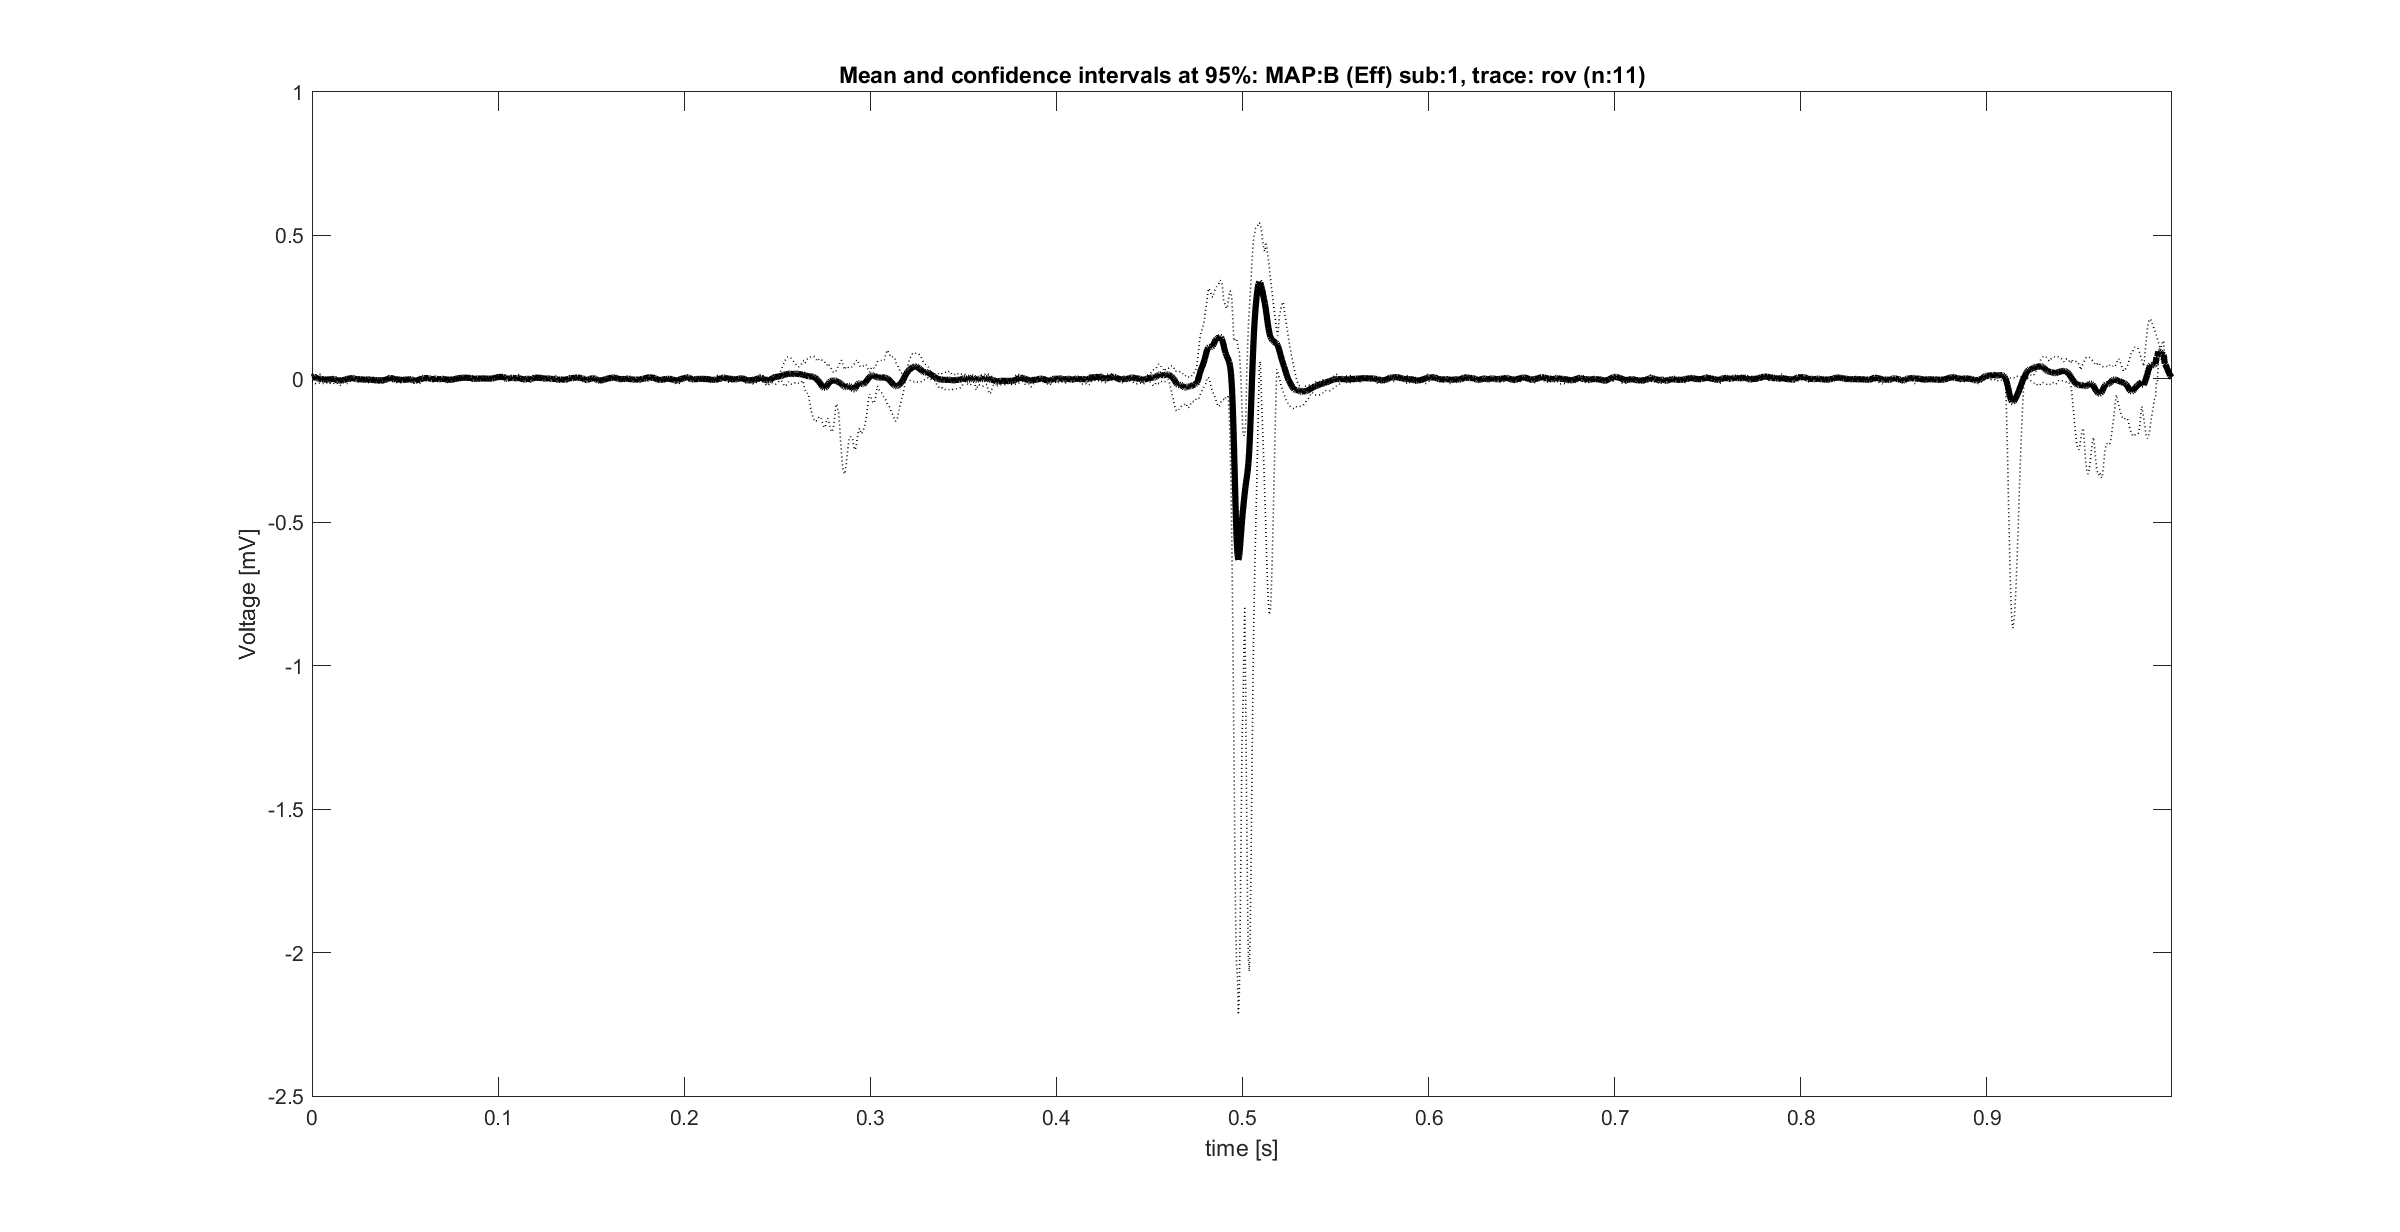 Mean and confidence intervals at 95%: MAP:B (Eff) sub:1, trace: rov (n:11)
1
0.5
0
-0.5
-1
-1.5
-2
-2.5
Voltage [mV]
0 0.1 0.2 0.3 0.4 0.5 0.6 0.7 0.8 0.9
time [s]